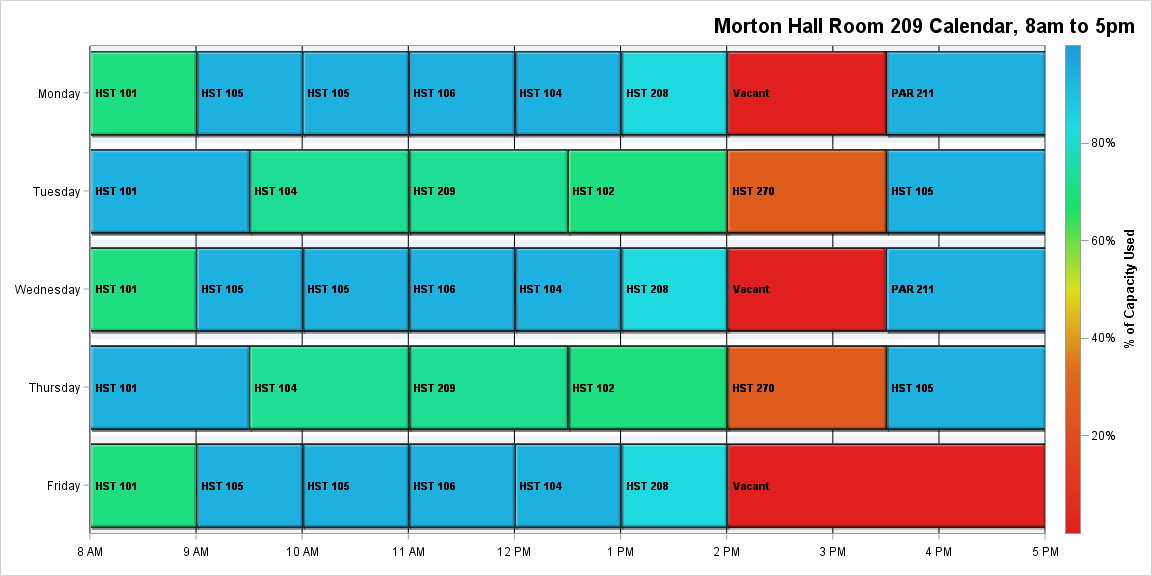 Morton Hall Room 209 Calendar, 8am to 5pm
Monday HST 101 HST 105 HST 105 HST 106 HST 104 HST 208 Vacant PAR 211
Tuesday HST 101 HST 104 HST 209 HST 102 HST 270 HST 105
Wednesday HST 101 HST 105 HST 105 HST 106 HST 104 HST 208 Vacant PAR 211
Thursday HST 101 HST 104 HST 209 HST 102 HST 270 HST 105
Friday HST 101 HST 105 HST 105 HST 106 HST 104 HST 208 Vacant
8 AM 9 AM 10 AM 11 AM 12 PM 1 PM 2 PM 3 PM 4 PM 5 PM
80%
60%
40%
20%
% of Capacity Used